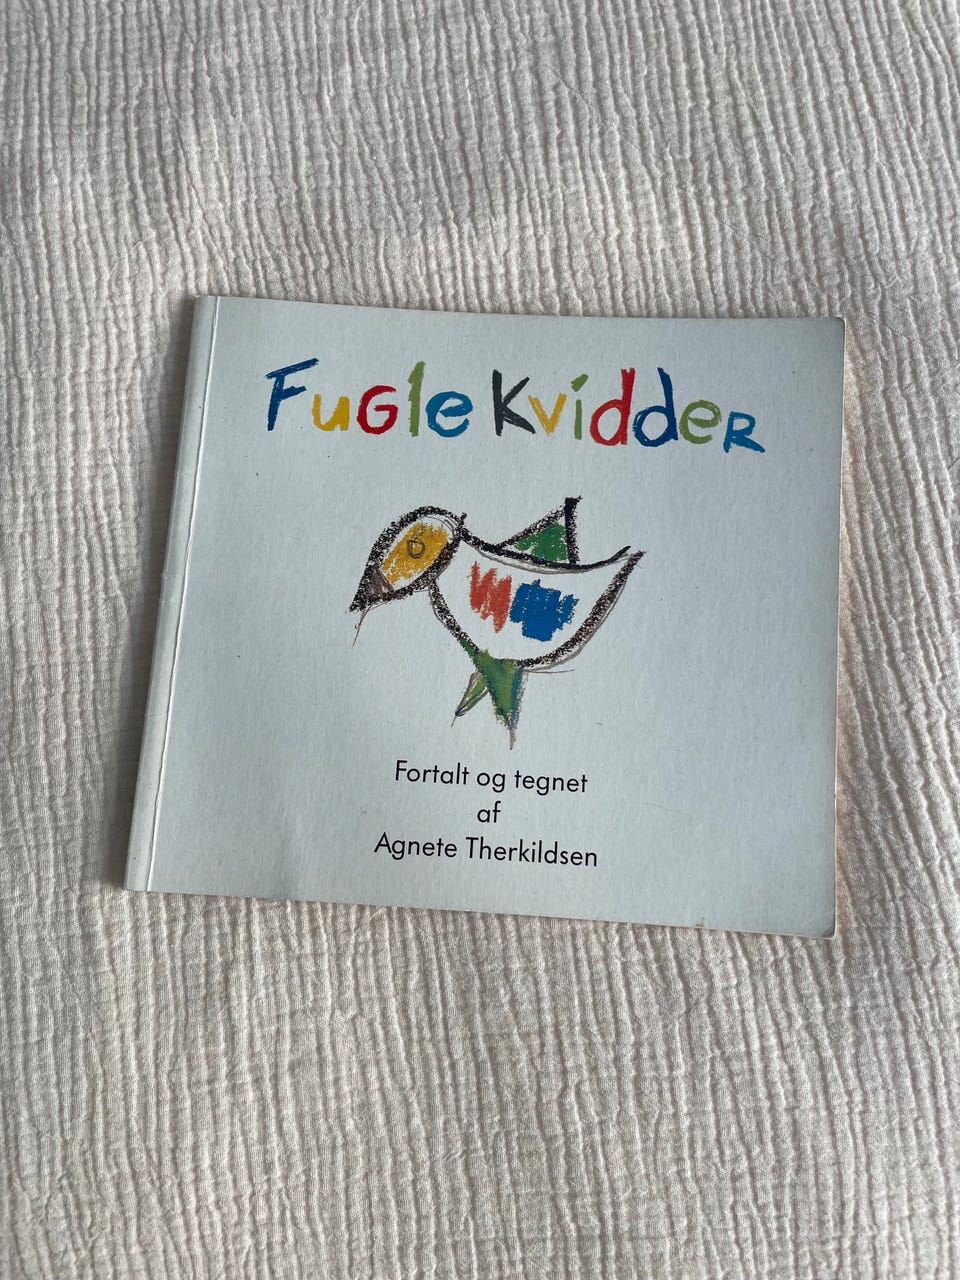 Fugle Kvidder
Fortalt og tegnet
af
Agnete Therkildsen